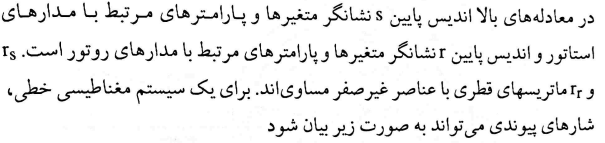 در معادله‌های بالا اندیس پایین s نشانگر متغیرها و پارامترهای مرتبط با مدارهای
استاتور و اندیس پایین r نشانگر متغیرها و پارامترهای مرتبط با مدارهای روتور است. rs
و rr ماتریسهای قطری با عناصر غیرصفر مساوی‌اند. برای یک سیستم مغناطیسی خطی،
شارهای پیوندی می‌تواند به صورت زیر بیان شود